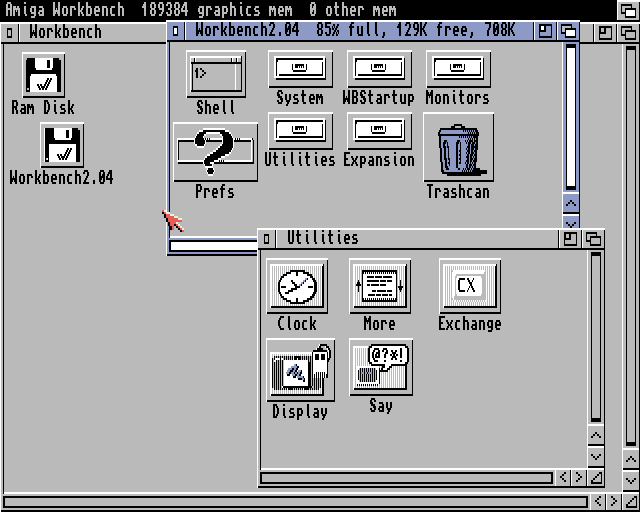 Amiga Workbench  189384 graphics mem  0 other mem
Workbench
Workbench2.04  85% full, 129K free, 708K
Ram Disk
Workbench2.04
1>
Shell
System
WBStartup
Monitors
Prefs
Utilities
Expansion
Trashcan
Utilities
Clock
More
CX
Exchange
Display
@?*!
Say